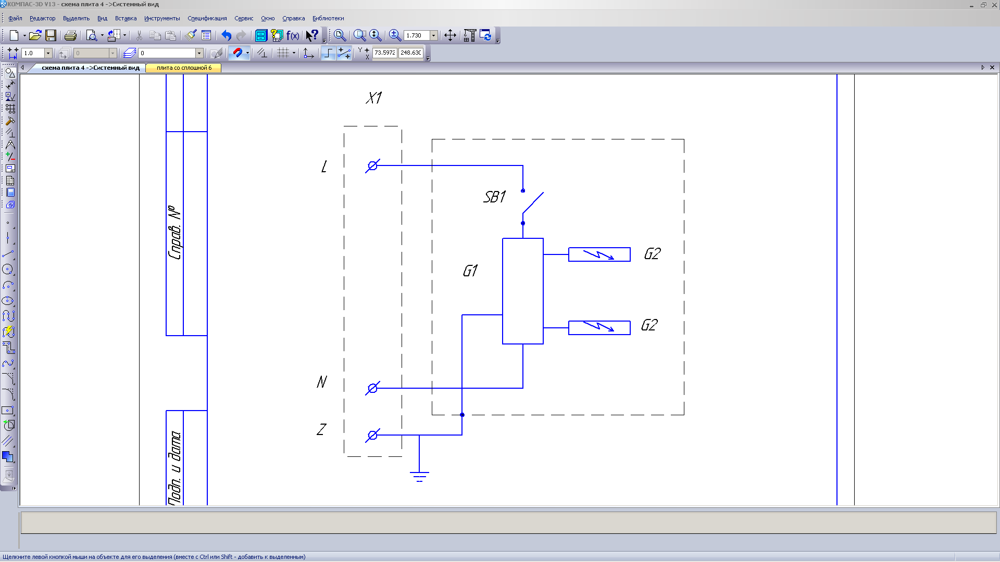 КОМПАС-3D V13 - схема плита 4 ->Системный вид
Файл Редактор Выделить Вид Вставка Инструменты Спецификация Сервис Окно Справка Библиотеки
f(x) 1.730
1.0 0 0 Y X 73.5972 248.630
схема плита 4 ->Системный вид плита со сплошной 6
X1
L
SB1
Справ. №
G2
G1
G2
N
Z
Подп. и дата
Щелкните левой кнопкой мыши на объекте для его выделения (вместе с Ctrl или Shift - добавить к выделенным)